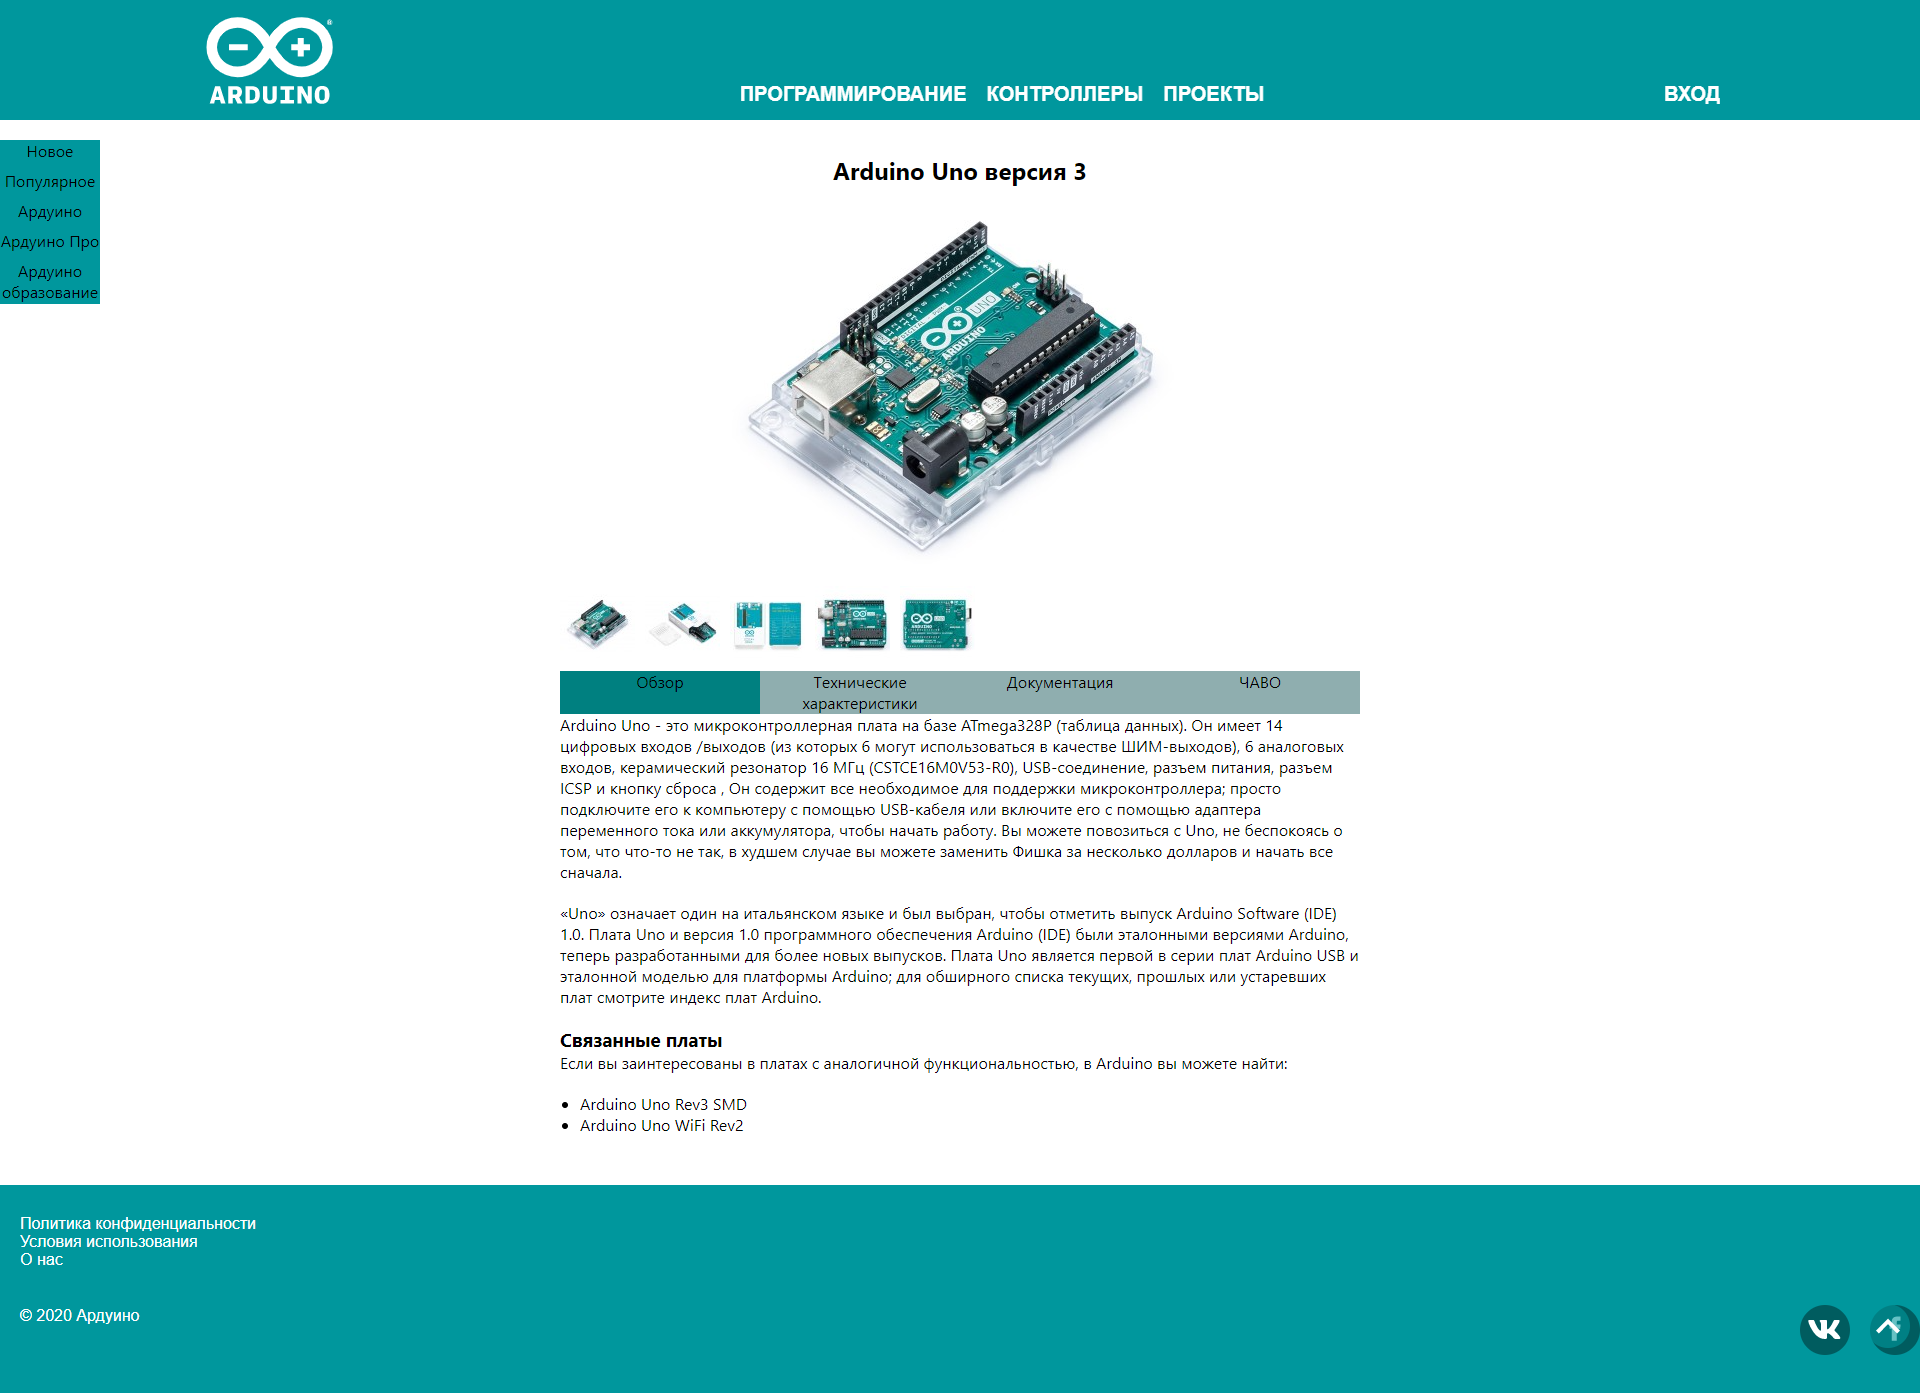 ARDUINO
ПРОГРАММИРОВАНИЕ КОНТРОЛЛЕРЫ ПРОЕКТЫ
ВХОД
Новое
Популярное
Ардуино
Ардуино Про
Ардуино
образование
Arduino Uno версия 3
UNO
ARDUINO
Обзор
Технические
характеристики
Документация
ЧАВО
Arduino Uno - это микроконтроллерная плата на базе ATmega328P (таблица данных). Он имеет 14
цифровых входов /выходов (из которых 6 могут использоваться в качестве ШИМ-выходов), 6 аналоговых
входов, керамический резонатор 16 МГц (CSTCE16M0V53-R0), USB-соединение, разъем питания, разъем
ICSP и кнопку сброса , Он содержит все необходимое для поддержки микроконтроллера; просто
подключите его к компьютеру с помощью USB-кабеля или включите его с помощью адаптера
переменного тока или аккумулятора, чтобы начать работу. Вы можете повозиться с Uno, не беспокоясь о
том, что что-то не так, в худшем случае вы можете заменить Фишка за несколько долларов и начать все
сначала.
«Uno» означает один на итальянском языке и был выбран, чтобы отметить выпуск Arduino Software (IDE)
1.0. Плата Uno и версия 1.0 программного обеспечения Arduino (IDE) были эталонными версиями Arduino,
теперь разработанными для более новых выпусков. Плата Uno является первой в серии плат Arduino USB и
эталонной моделью для платформы Arduino; для обширного списка текущих, прошлых или устаревших
плат смотрите индекс плат Arduino.
Связанные платы
Если вы заинтересованы в платах с аналогичной функциональностью, в Arduino вы можете найти:
Arduino Uno Rev3 SMD
Arduino Uno WiFi Rev2
Политика конфиденциальности
Условия использования
О нас
© 2020 Ардуино